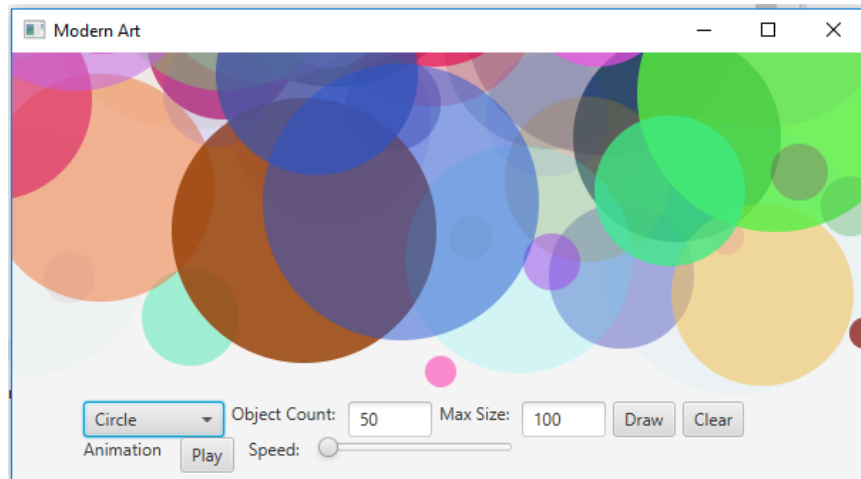 Modern Art
Circle Object Count: 50 Max Size: 100 Draw Clear
Animation Play Speed: